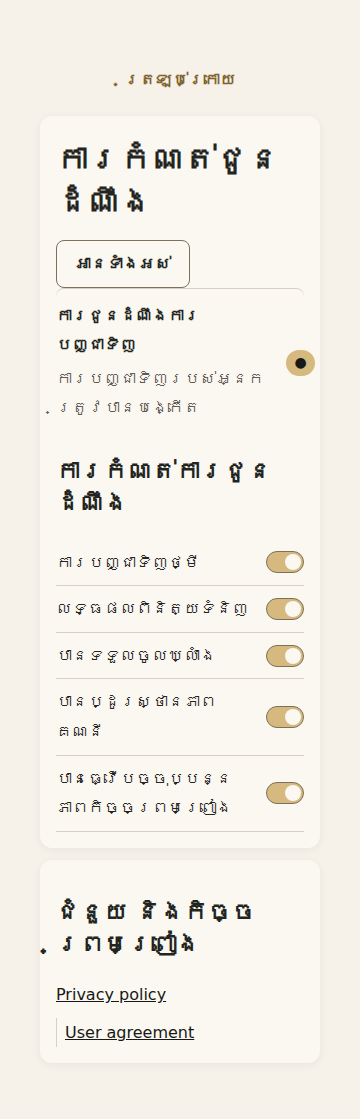 ត្រឡប់ក្រោយ
ការកំណត់ជូន
ដំណឹង
អានទាំងអស់
ការជូនដំណឹងការ
បញ្ជាទិញ
ការបញ្ជាទិញរបស់អ្នក
ត្រូវបានបង្កើត
ការកំណត់ការជូន
ដំណឹង
ការបញ្ជាទិញថ្មី
លទ្ធផលពិនិត្យទំនិញ
បានទទួលចូលឃ្លាំង
បានប្ដូរស្ថានភាព
គណនី
បានធ្វើបច្ចុប្បន្ន
ភាពកិច្ចព្រមព្រៀង
ជំនួយ និងកិច្ច
ព្រមព្រៀង
Privacy policy
User agreement